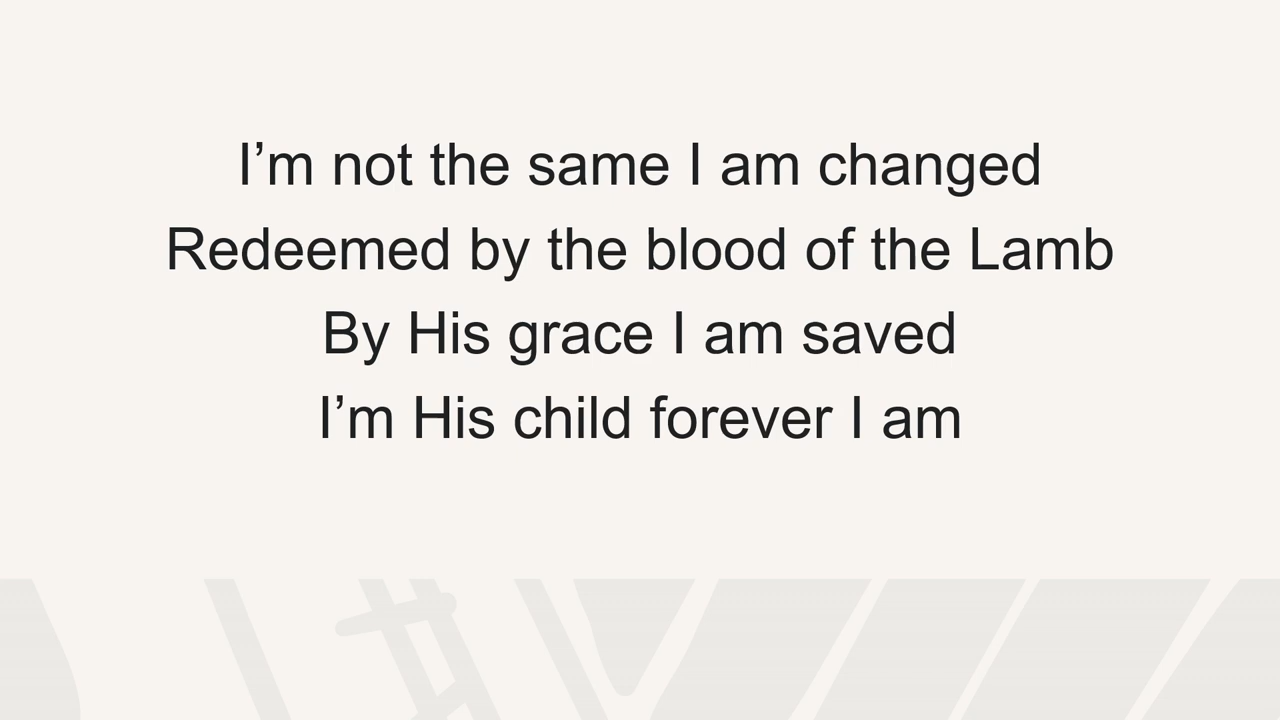 I’m not the same I am changed
Redeemed by the blood of the Lamb
By His grace I am saved
I’m His child forever I am